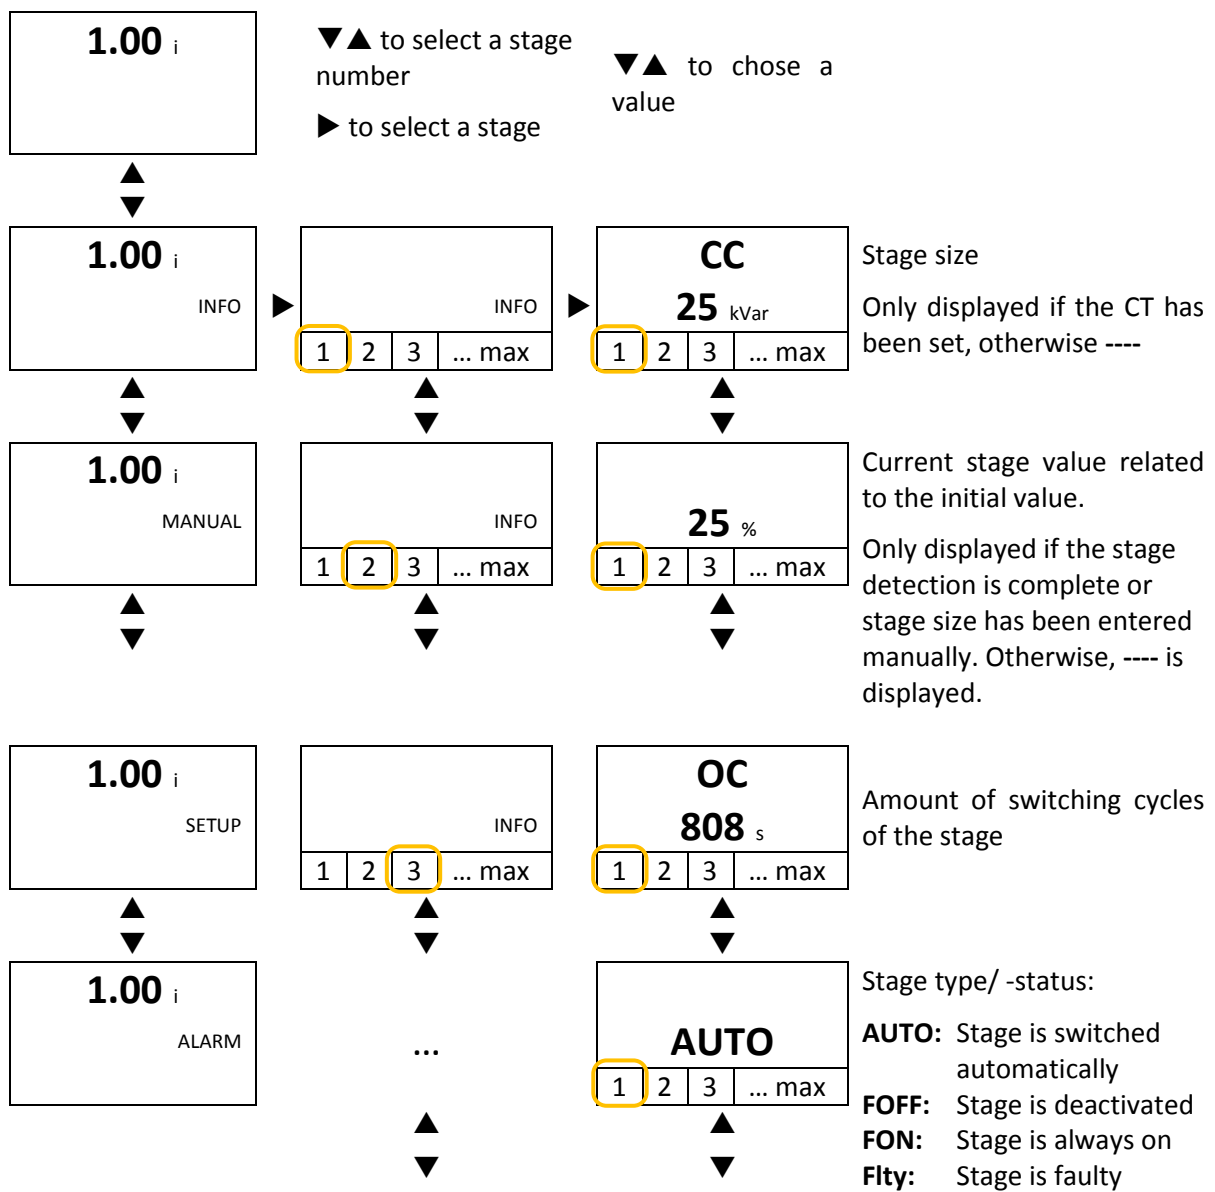 1.00 i
▼▲ to select a stage
number
▶ to select a stage
▼▲ to chose a
value
1.00 i
INFO
INFO
1 2 3 ... max
CC
25 kVar
1 2 3 ... max
Stage size
Only displayed if the CT has
been set, otherwise ----
1.00 i
MANUAL
INFO
1 2 3 ... max
25 %
1 2 3 ... max
Current stage value related
to the initial value.
Only displayed if the stage
detection is complete or
stage size has been entered
manually. Otherwise, ---- is
displayed.
1.00 i
SETUP
INFO
1 2 3 ... max
OC
808 s
1 2 3 ... max
Amount of switching cycles
of the stage
1.00 i
ALARM
...
AUTO
1 2 3 ... max
Stage type/ -status:
AUTO: Stage is switched
automatically
FOFF: Stage is deactivated
FON: Stage is always on
Flty: Stage is faulty